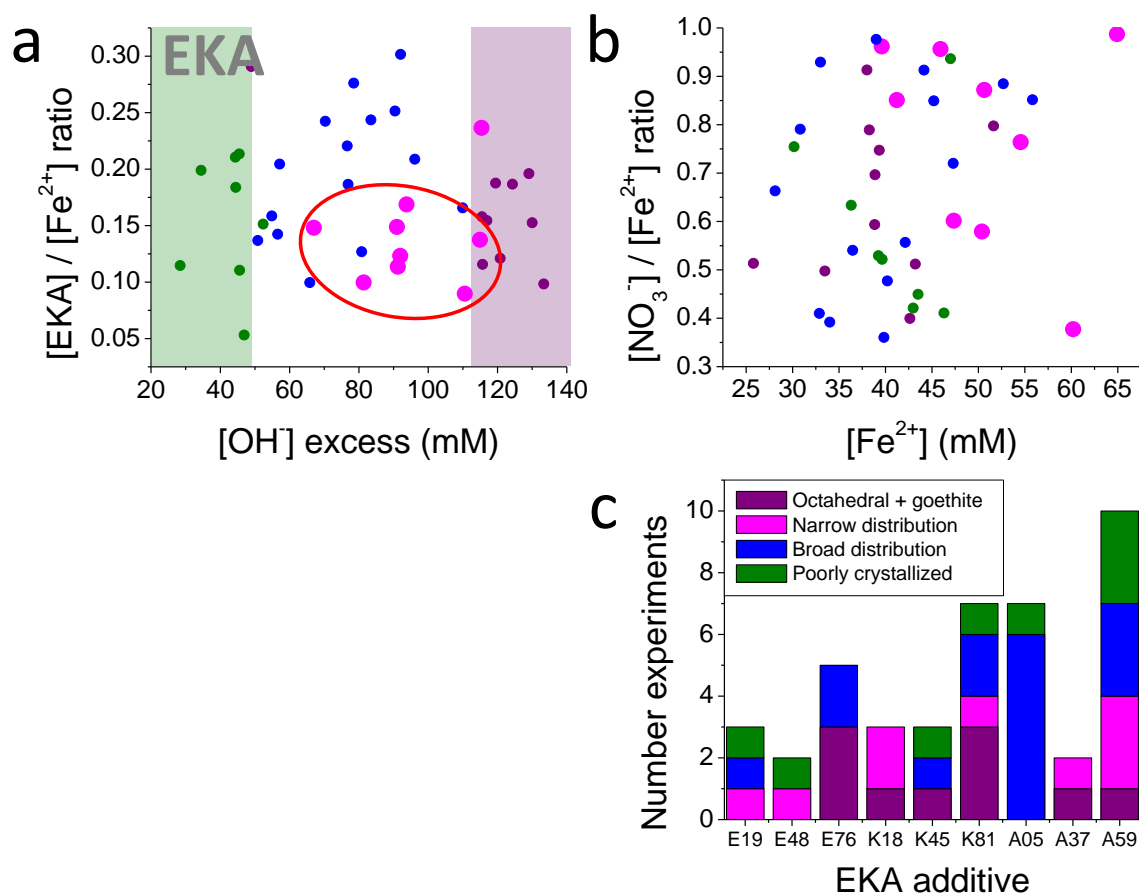 a
EKA
0.30
0.25
0.20
0.15
0.10
0.05
[EKA] / [Fe²⁺] ratio
20 40 60 80 100 120 140
[OH⁻] excess (mM)
b
1.0
0.9
0.8
0.7
0.6
0.5
0.4
0.3
[NO₃⁻] / [Fe²⁺] ratio
25 30 35 40 45 50 55 60 65
[Fe²⁺] (mM)
c
Octahedral + goethite
Narrow distribution
Broad distribution
Poorly crystallized
10
8
6
4
2
0
Number experiments
E19 E48 E76 K18 K45 K81 A05 A37 A59
EKA additive